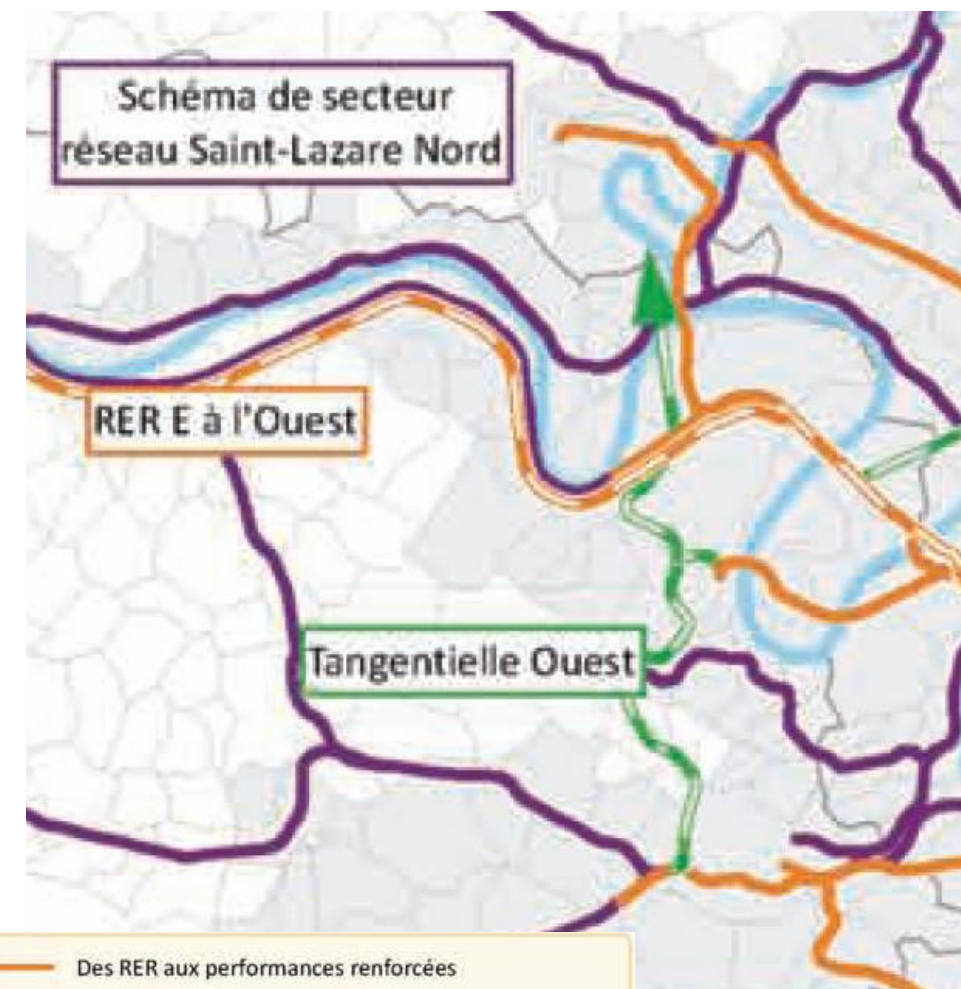 Schéma de secteur
réseau Saint-Lazare Nord
RER E à l'Ouest
Tangentielle Ouest
Des RER aux performances renforcées